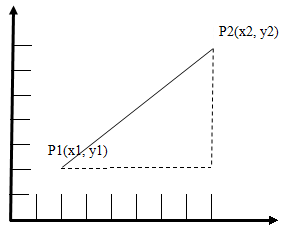 P2(x2, y2)
P1(x1, y1)